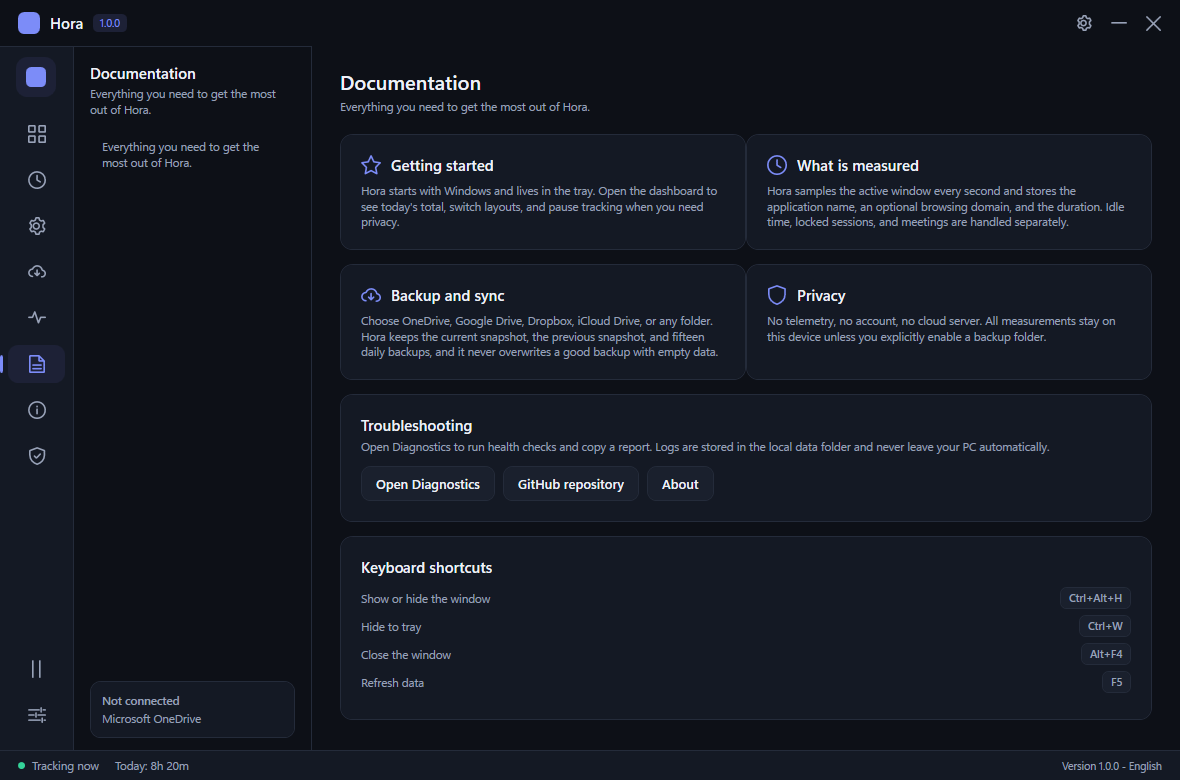 Hora 1.0.0
Documentation
Everything you need to get the most
out of Hora.
Everything you need to get the
most out of Hora.
Not connected
Microsoft OneDrive
Documentation
Everything you need to get the most out of Hora.
Getting started
Hora starts with Windows and lives in the tray. Open the dashboard to
see today's total, switch layouts, and pause tracking when you need
privacy.
What is measured
Hora samples the active window every second and stores the
application name, an optional browsing domain, and the duration. Idle
time, locked sessions, and meetings are handled separately.
Backup and sync
Choose OneDrive, Google Drive, Dropbox, iCloud Drive, or any folder.
Hora keeps the current snapshot, the previous snapshot, and fifteen
daily backups, and it never overwrites a good backup with empty data.
Privacy
No telemetry, no account, no cloud server. All measurements stay on
this device unless you explicitly enable a backup folder.
Troubleshooting
Open Diagnostics to run health checks and copy a report. Logs are stored in the local data folder and never leave your PC automatically.
Open Diagnostics GitHub repository About
Keyboard shortcuts
Show or hide the window Ctrl+Alt+H
Hide to tray Ctrl+W
Close the window Alt+F4
Refresh data F5
Tracking now Today: 8h 20m Version 1.0.0 - English